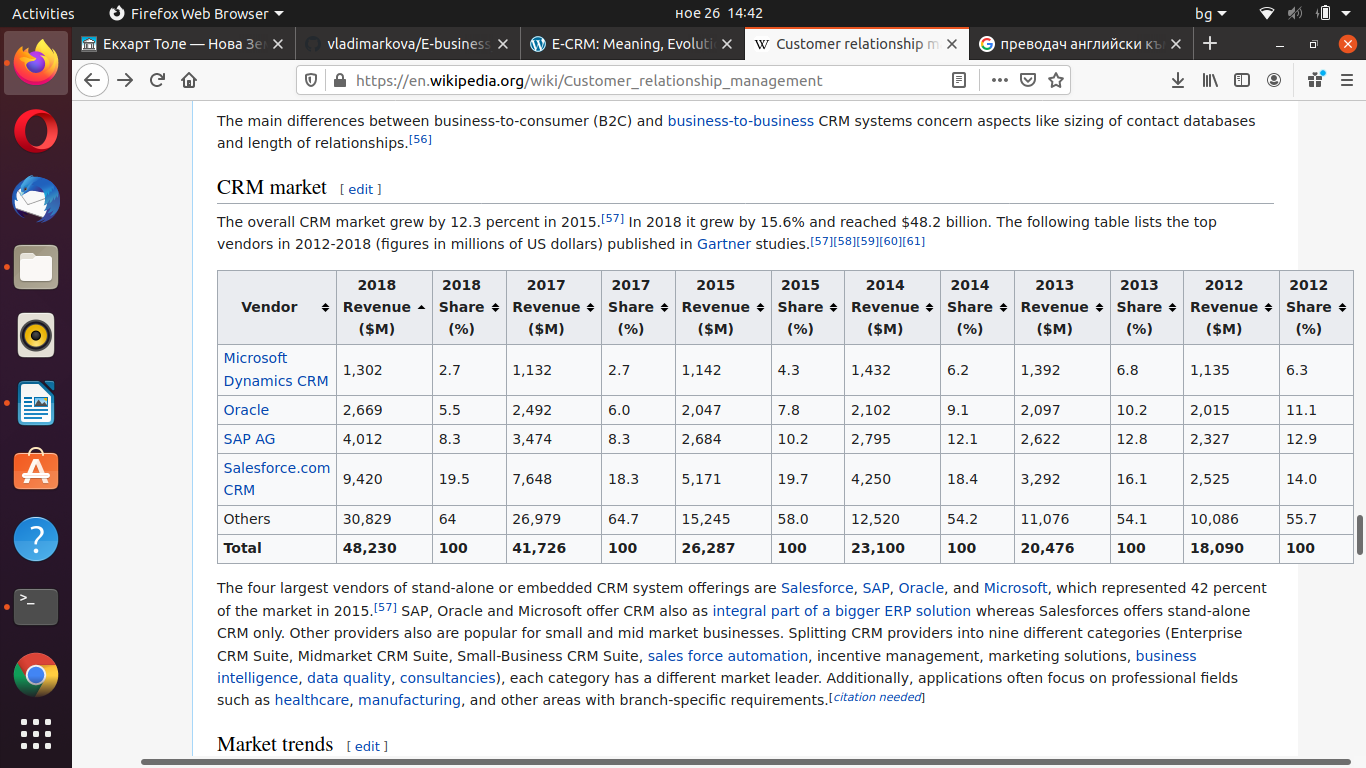 Activities Firefox Web Browser ное 26 14:42 bg
Екхарт Толе — Нова Зе vladimarkova/E-business E-CRM: Meaning, Evoluti Customer relationship m преводач английски къ
https://en.wikipedia.org/wiki/Customer_relationship_management
The main differences between business-to-consumer (B2C) and business-to-business CRM systems concern aspects like sizing of contact databases
and length of relationships.[56]
CRM market [ edit ]
The overall CRM market grew by 12.3 percent in 2015.[57] In 2018 it grew by 15.6% and reached $48.2 billion. The following table lists the top
vendors in 2012-2018 (figures in millions of US dollars) published in Gartner studies.[57][58][59][60][61]
Vendor 2018 Revenue ($M) 2018 Share (%) 2017 Revenue ($M) 2017 Share (%) 2015 Revenue ($M) 2015 Share (%) 2014 Revenue ($M) 2014 Share (%) 2013 Revenue ($M) 2013 Share (%) 2012 Revenue ($M) 2012 Share (%)
Microsoft Dynamics CRM 1,302 2.7 1,132 2.7 1,142 4.3 1,432 6.2 1,392 6.8 1,135 6.3
Oracle 2,669 5.5 2,492 6.0 2,047 7.8 2,102 9.1 2,097 10.2 2,015 11.1
SAP AG 4,012 8.3 3,474 8.3 2,684 10.2 2,795 12.1 2,622 12.8 2,327 12.9
Salesforce.com CRM 9,420 19.5 7,648 18.3 5,171 19.7 4,250 18.4 3,292 16.1 2,525 14.0
Others 30,829 64 26,979 64.7 15,245 58.0 12,520 54.2 11,076 54.1 10,086 55.7
Total 48,230 100 41,726 100 26,287 100 23,100 100 20,476 100 18,090 100
The four largest vendors of stand-alone or embedded CRM system offerings are Salesforce, SAP, Oracle, and Microsoft, which represented 42 percent
of the market in 2015.[57] SAP, Oracle and Microsoft offer CRM also as integral part of a bigger ERP solution whereas Salesforces offers stand-alone
CRM only. Other providers also are popular for small and mid market businesses. Splitting CRM providers into nine different categories (Enterprise
CRM Suite, Midmarket CRM Suite, Small-Business CRM Suite, sales force automation, incentive management, marketing solutions, business
intelligence, data quality, consultancies), each category has a different market leader. Additionally, applications often focus on professional fields
such as healthcare, manufacturing, and other areas with branch-specific requirements.[citation needed]
Market trends [ edit ]